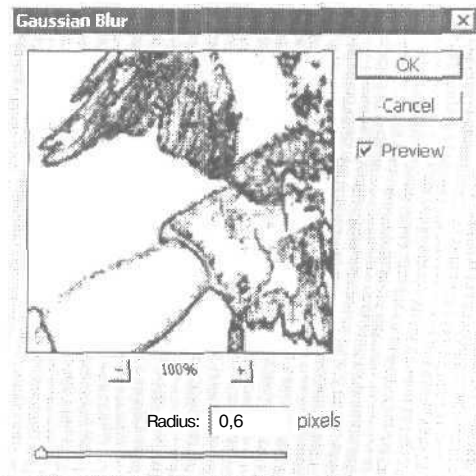 Gaussian Blur
OK
Cancel
Preview
- 100% +
Radius: 0,6 pixels